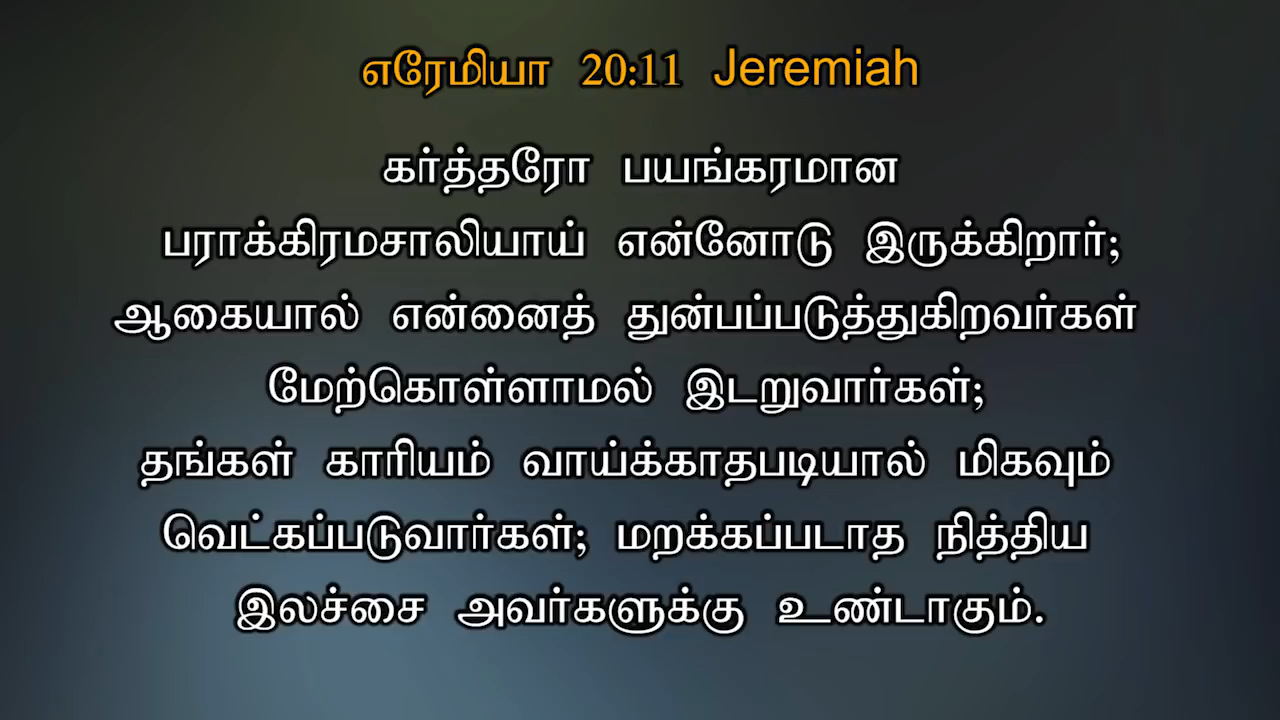 எரேமியா 20:11 Jeremiah
கர்த்தரோ பயங்கரமான
பராக்கிரமசாலியாய் என்னோடு இருக்கிறார்;
ஆகையால் என்னைத் துன்பப்படுத்துகிறவர்கள்
மேற்கொள்ளாமல் இடறுவார்கள்;
தங்கள் காரியம் வாய்க்காதபடியால் மிகவும்
வெட்கப்படுவார்கள்; மறக்கப்படாத நித்திய
இலச்சை அவர்களுக்கு உண்டாகும்.